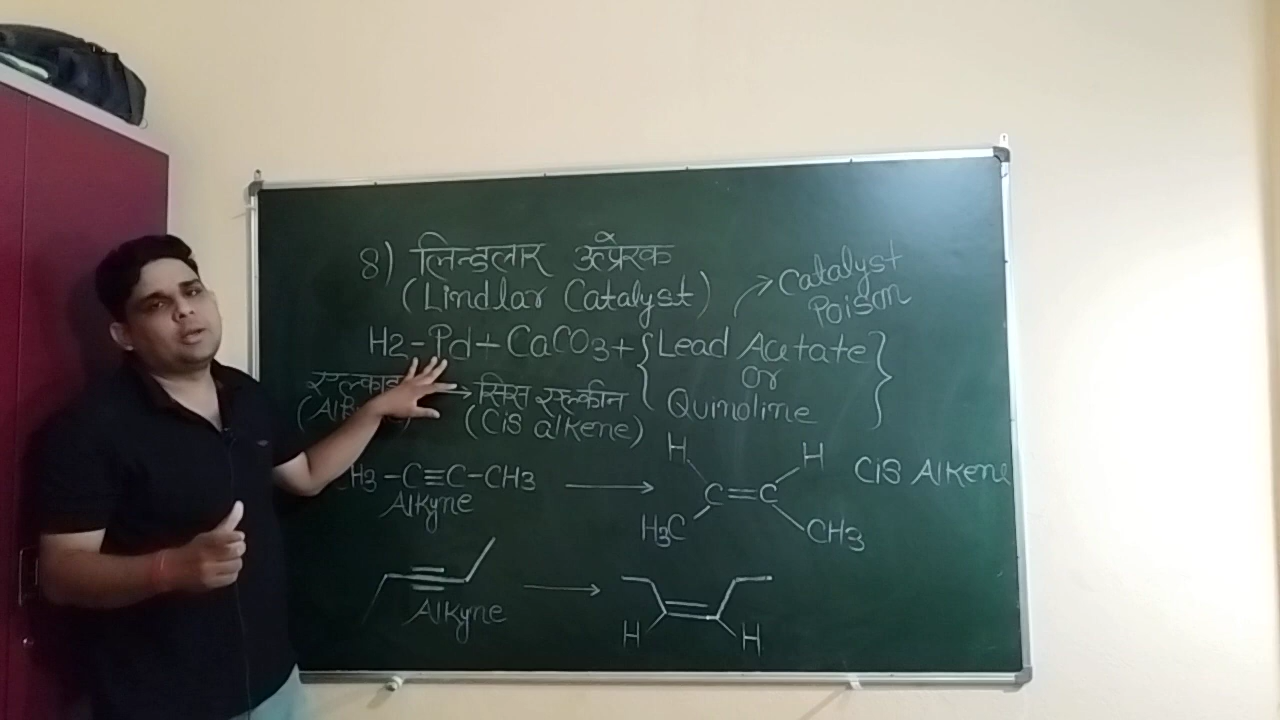 8) लिन्डलार उत्प्रेरक
(Lindlar Catalyst)
Catalyst
Poison
H2-Pd+CaCO3+{Lead Acetate
or
Quinoline}
→ सिस एल्कीन
(Cis alkene)
H3-C≡C-CH3
Alkyne
H H
C=C
H3C CH3
Cis Alkene
Alkyne
H H